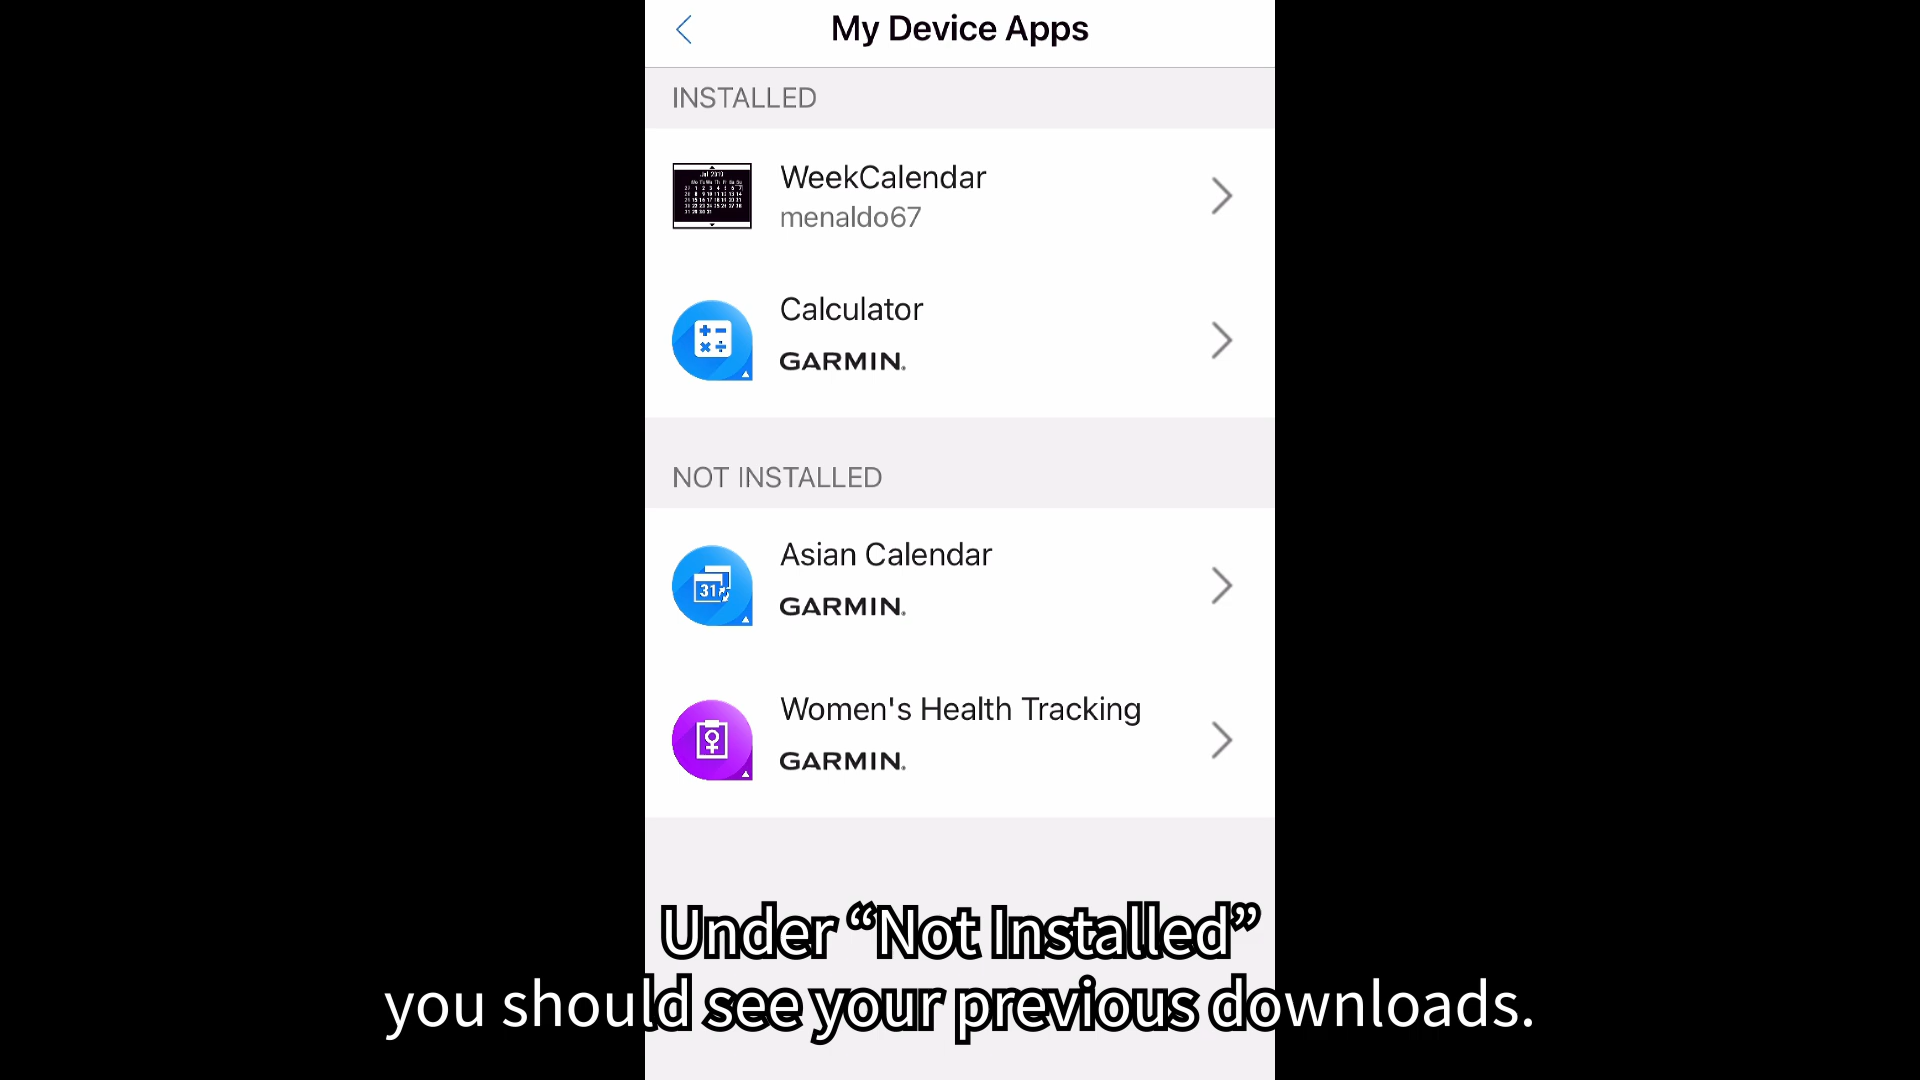 My Device Apps
INSTALLED
WeekCalendar
menaldo67
Calculator
GARMIN.
NOT INSTALLED
Asian Calendar
31
GARMIN.
Women's Health Tracking
GARMIN.
Under “Not Installed”
you should see your previous downloads.